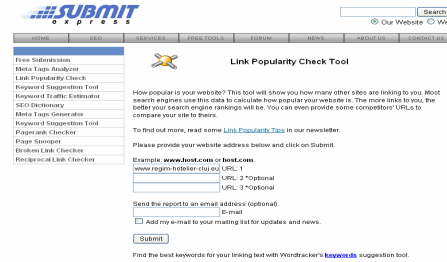 SUBMIT
express
Search
Our Website We
HOME SEO SERVICES FREE TOOLS FORUM NEWS ABOUT US CONTACT US
Free Submission
Meta Tags Analyzer
Link Popularity Check
Keyword Suggestion Tool
Keyword Traffic Estimator
SEO Dictionary
Meta Tags Generator
Keyword Suggestion Tool
Pagerank Checker
Page Snooper
Broken Link Checker
Reciprocal Link Checker
Link Popularity Check Tool
How popular is your website? This tool will show you how many other sites are linking to you. Most
search engines use this data to calculate how popular your website is. The more links to you, the
better your search engine rankings will be. You can even provide some competitors' URLs to
compare your site to theirs.
To find out more, read some Link Popularity Tips in our newsletter.
Please provide your website address below and click on Submit.
Example: www.host.com or host.com.
www.regim-hotelier-cluj.eu URL: 1
URL: 2 *Optional
URL: 3 *Optional
Send the report to an email address (optional).
E-mail
Add my e-mail to your mailing list for updates and news.
Submit
Find the best keywords for your linking text with Wordtracker's keywords suggestion tool.